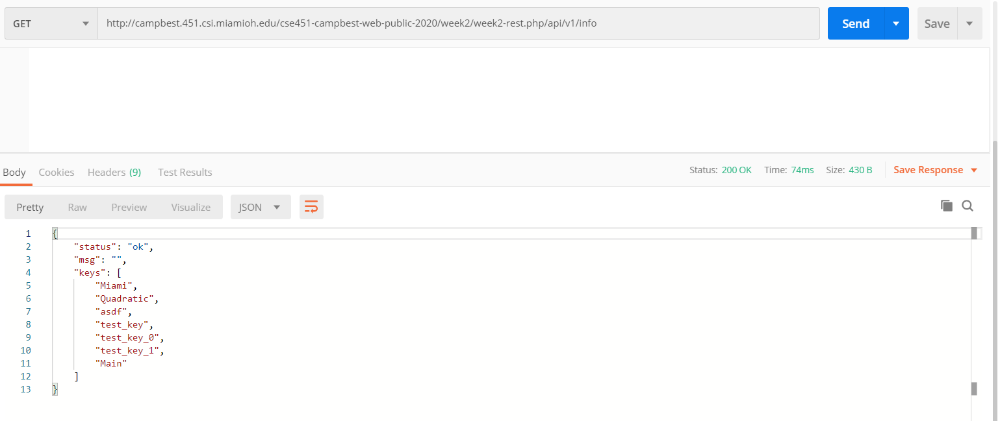 GET http://campbest.451.csi.miamioh.edu/cse451-campbest-web-public-2020/week2/week2-rest.php/api/v1/info Send Save
Body Cookies Headers (9) Test Results Status: 200 OK Time: 74ms Size: 430 B Save Response
Pretty Raw Preview Visualize JSON
1 {
2 "status": "ok",
3 "msg": "",
4 "keys": [
5 "Miami",
6 "Quadratic",
7 "asdf",
8 "test_key",
9 "test_key_0",
10 "test_key_1",
11 "Main"
12 ]
13 }